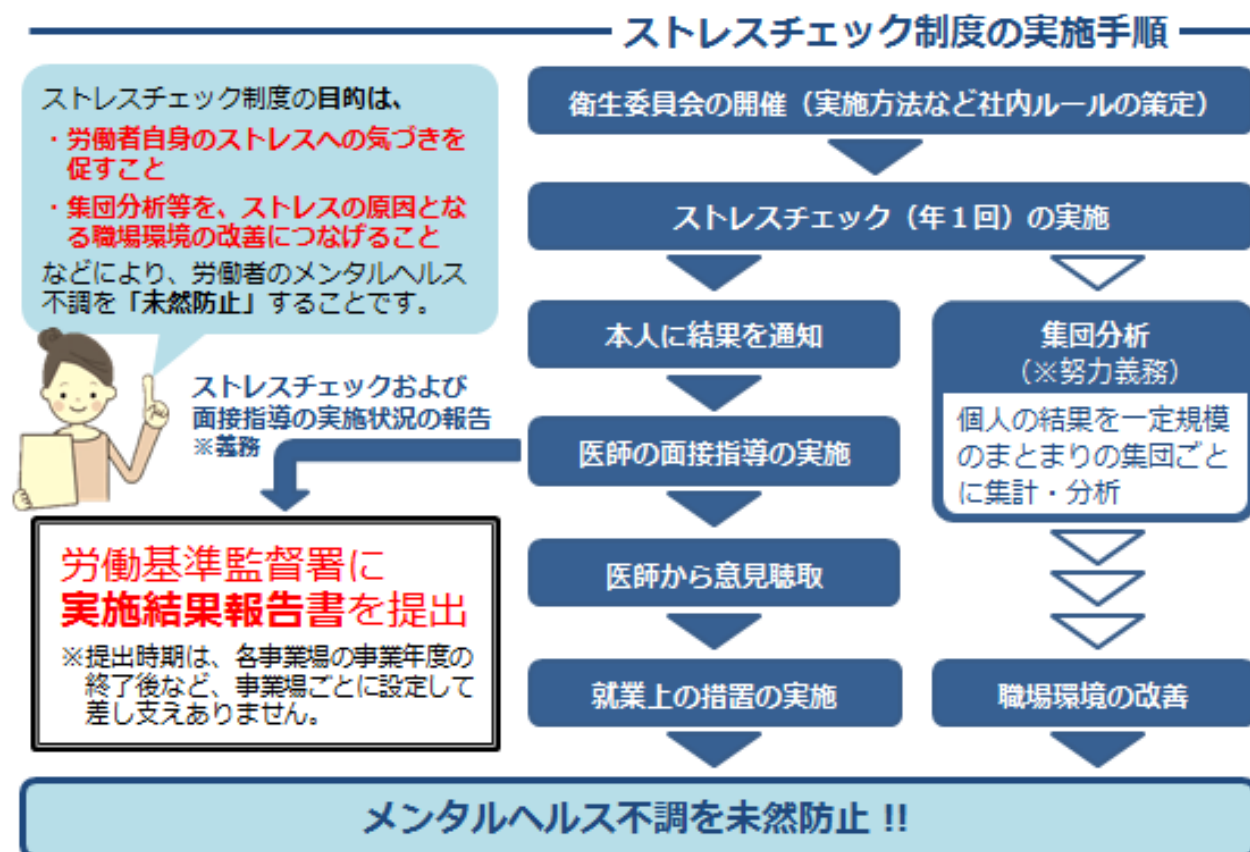 ストレスチェック制度の実施手順
ストレスチェック制度の目的は、
・労働者自身のストレスへの気づきを
促すこと
・集団分析等を、ストレスの原因とな
る職場環境の改善につなげること
などにより、労働者のメンタルヘルス
不調を「未然防止」することです。
衛生委員会の開催（実施方法など社内ルールの策定）
ストレスチェック（年１回）の実施
本人に結果を通知
医師の面接指導の実施
医師から意見聴取
就業上の措置の実施
集団分析
（※努力義務）
個人の結果を一定規模
のまとまりの集団ごと
に集計・分析
職場環境の改善
ストレスチェックおよび
面接指導の実施状況の報告
※義務
労働基準監督署に
実施結果報告書を提出
※提出時期は、各事業場の事業年度の
終了後など、事業場ごとに設定して
差し支えありません。
メンタルヘルス不調を未然防止 !!